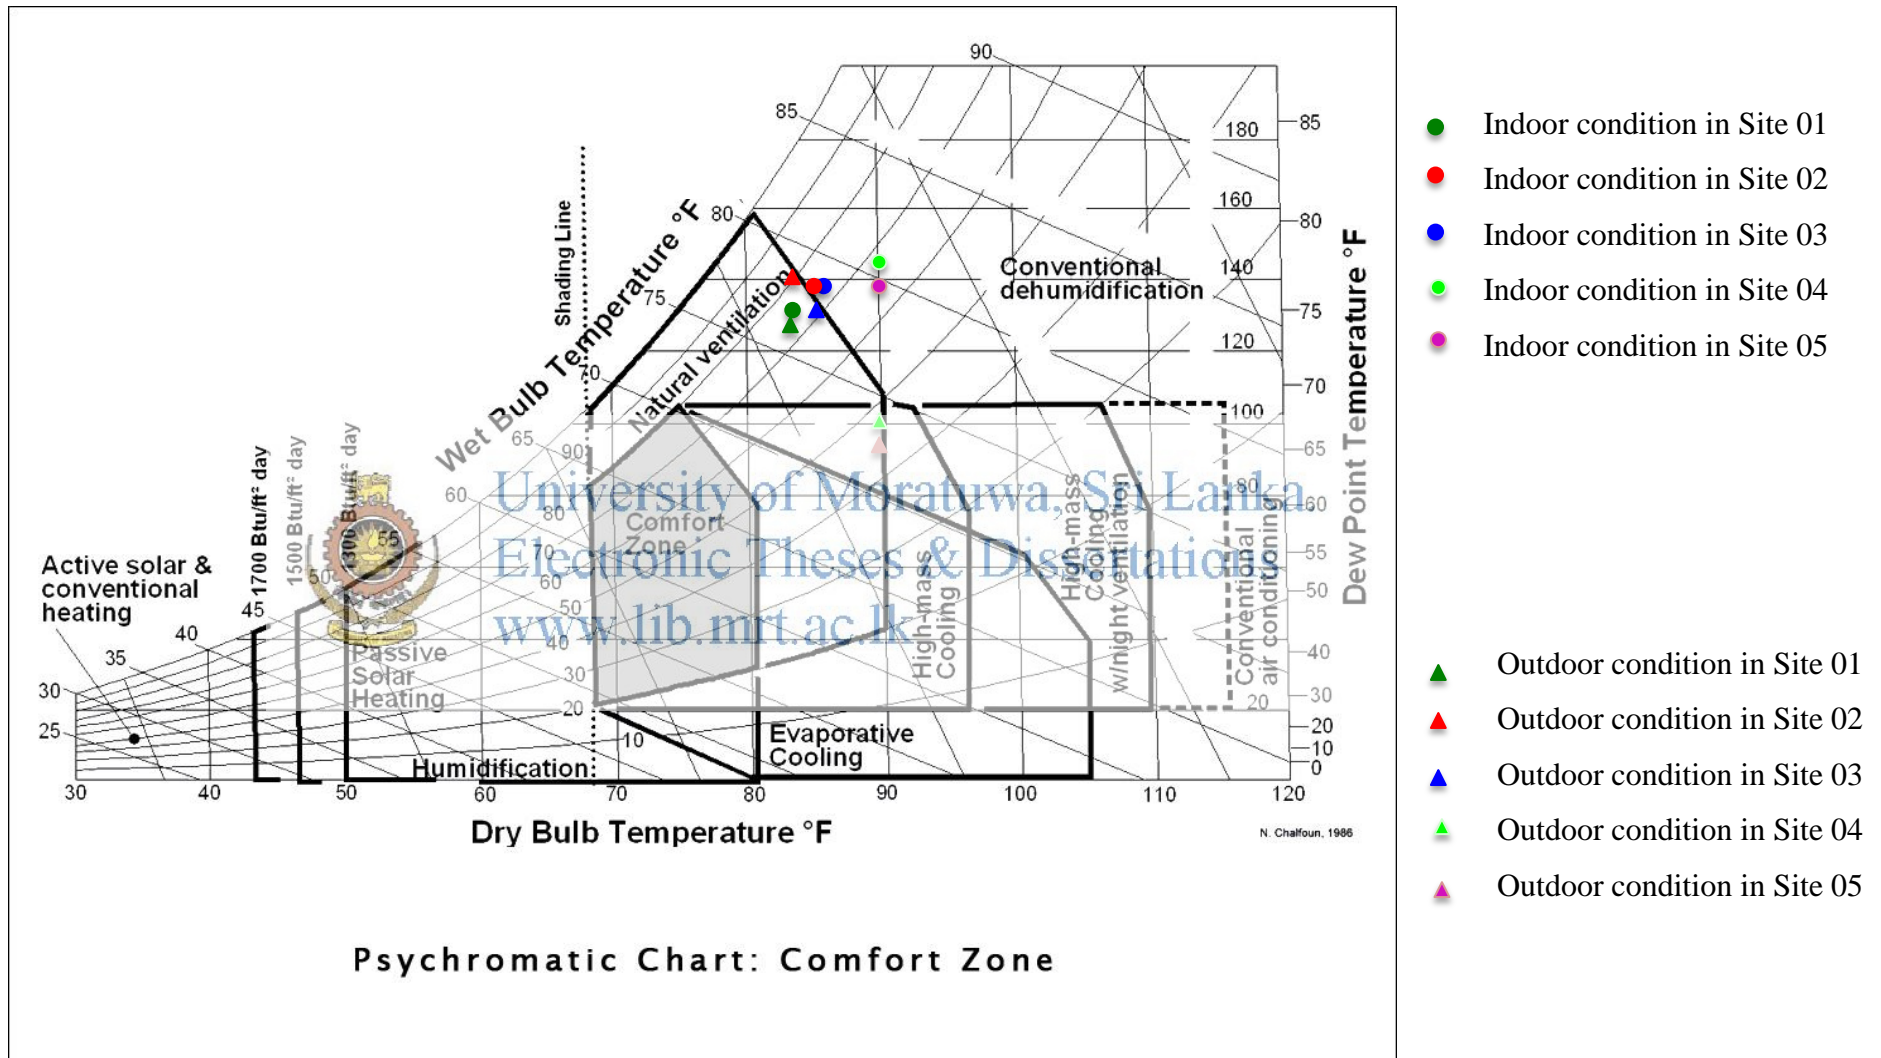 90
85
85
180
160
80
80
Shading Line
Wet Bulb Temperature °F
Natural ventilation
Conventional
dehumidification
140
75
75
120
70
70
100
65
65
90
60
60
80
80
Dew Point Temperature °F
1700 Btu/ft² day
1500 Btu/ft² day
Btu/ft² day
University of Moratuwa, Sri Lanka
Electronic Theses & Dissertations
www.lib.mrt.ac.lk
Comfort
Zone
High-mass
Cooling
High-mass
Cooling
w/night ventilation
Conventional
air conditioning
55
55
70
60
50
50
50
45
40
40
40
35
30
30
30
25
20
20
20
10
10
0
Active solar &
conventional
heating
Passive
Solar
Heating
Humidification
Evaporative
Cooling
30
40
50
60
70
80
90
100
110
120
Dry Bulb Temperature °F
N. Chalfoun, 1986
Psychromatic Chart: Comfort Zone
Indoor condition in Site 01
Indoor condition in Site 02
Indoor condition in Site 03
Indoor condition in Site 04
Indoor condition in Site 05
Outdoor condition in Site 01
Outdoor condition in Site 02
Outdoor condition in Site 03
Outdoor condition in Site 04
Outdoor condition in Site 05